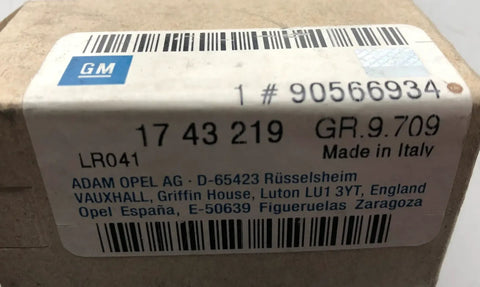 GM
1 # 90566934
17 43 219 GR.9.709
LR041 Made in Italy
ADAM OPEL AG · D-65423 Rüsselsheim
VAUXHALL, Griffin House, Luton LU1 3YT, England
Opel España, E-50639 Figueruelas Zaragoza